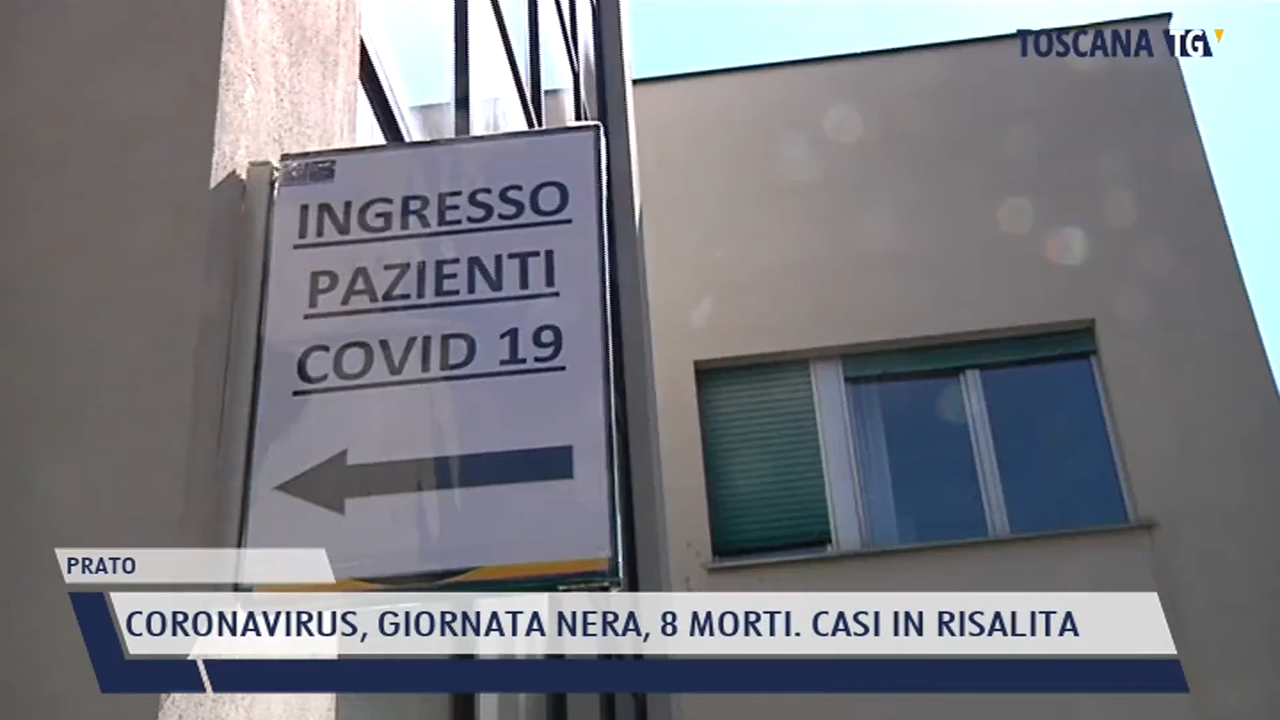 TOSCANA TG
INGRESSO
PAZIENTI
COVID 19
PRATO
CORONAVIRUS, GIORNATA NERA, 8 MORTI. CASI IN RISALITA